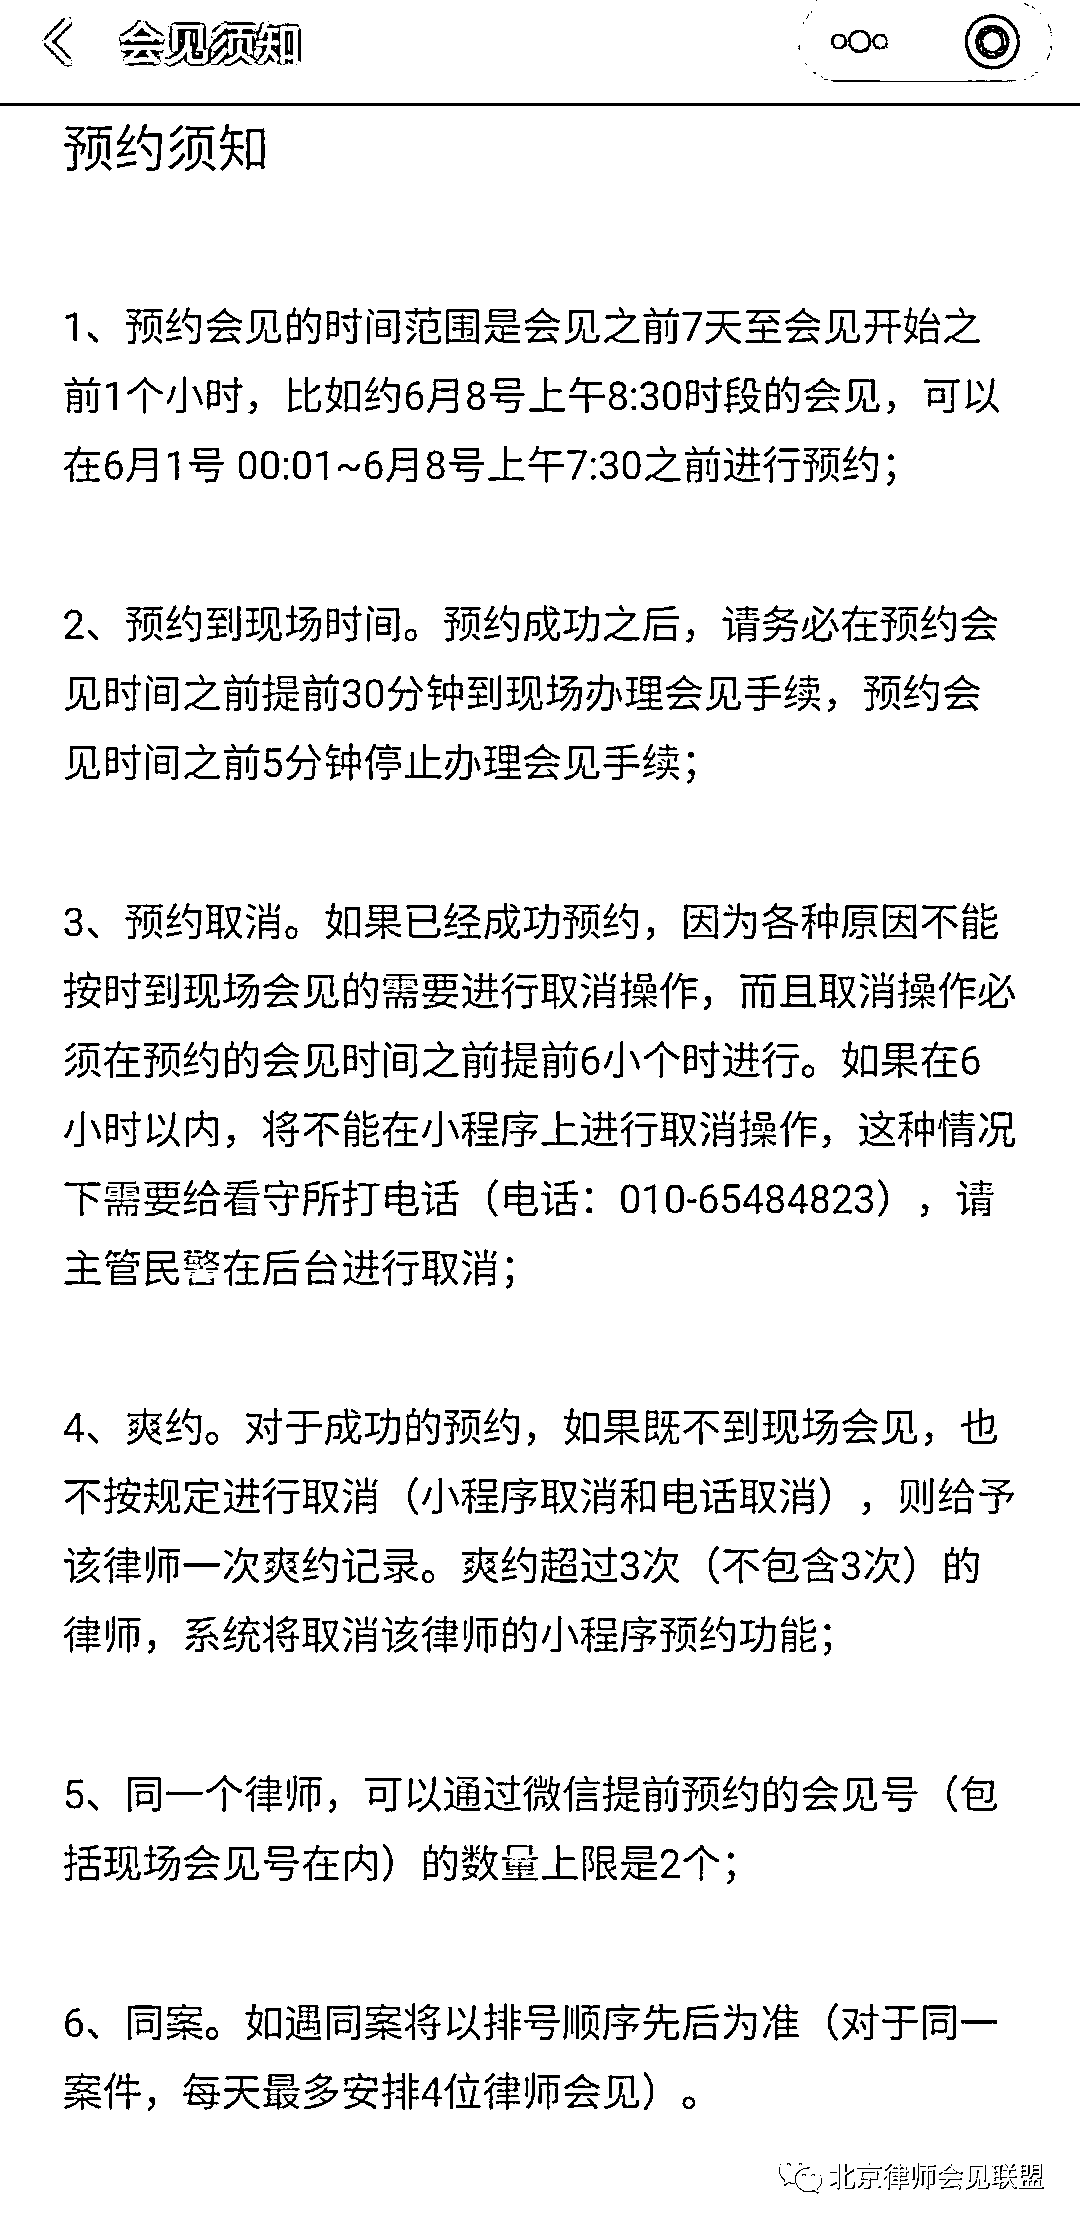 会见须知
预约须知
1、预约会见的时间范围是会见之前7天至会见开始之
前1个小时，比如约6月8号上午8:30时段的会见，可以
在6月1号 00:01~6月8号上午7:30之前进行预约；
2、预约到现场时间。预约成功之后，请务必在预约会
见时间之前提前30分钟到现场办理会见手续，预约会
见时间之前5分钟停止办理会见手续；
3、预约取消。如果已经成功预约，因为各种原因不能
按时到现场会见的需要进行取消操作，而且取消操作必
须在预约的会见时间之前提前6小个时进行。如果在6
小时以内，将不能在小程序上进行取消操作，这种情况
下需要给看守所打电话（电话：010-65484823），请
主管民警在后台进行取消；
4、爽约。对于成功的预约，如果既不到现场会见，也
不按规定进行取消（小程序取消和电话取消），则给予
该律师一次爽约记录。爽约超过3次（不包含3次）的
律师，系统将取消该律师的小程序预约功能；
5、同一个律师，可以通过微信提前预约的会见号（包
括现场会见号在内）的数量上限是2个；
6、同案。如遇同案将以排号顺序先后为准（对于同一
案件，每天最多安排4位律师会见）。
北京律师会见联盟